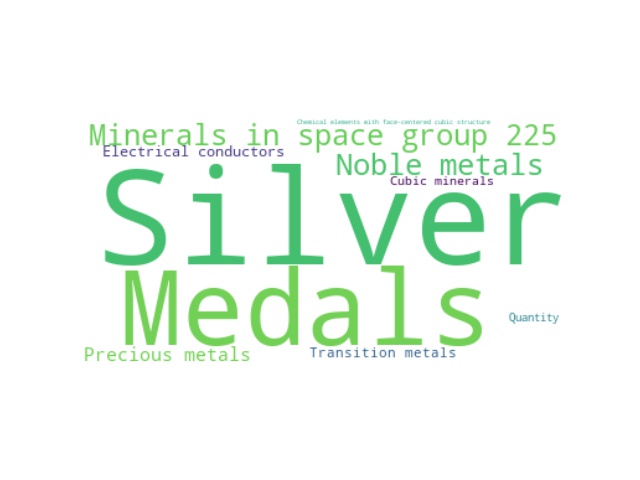 Chemical elements with face-centered cubic structure
Minerals in space group 225
Electrical conductors
Noble metals
Cubic minerals
Silver
Medals
Quantity
Precious metals
Transition metals